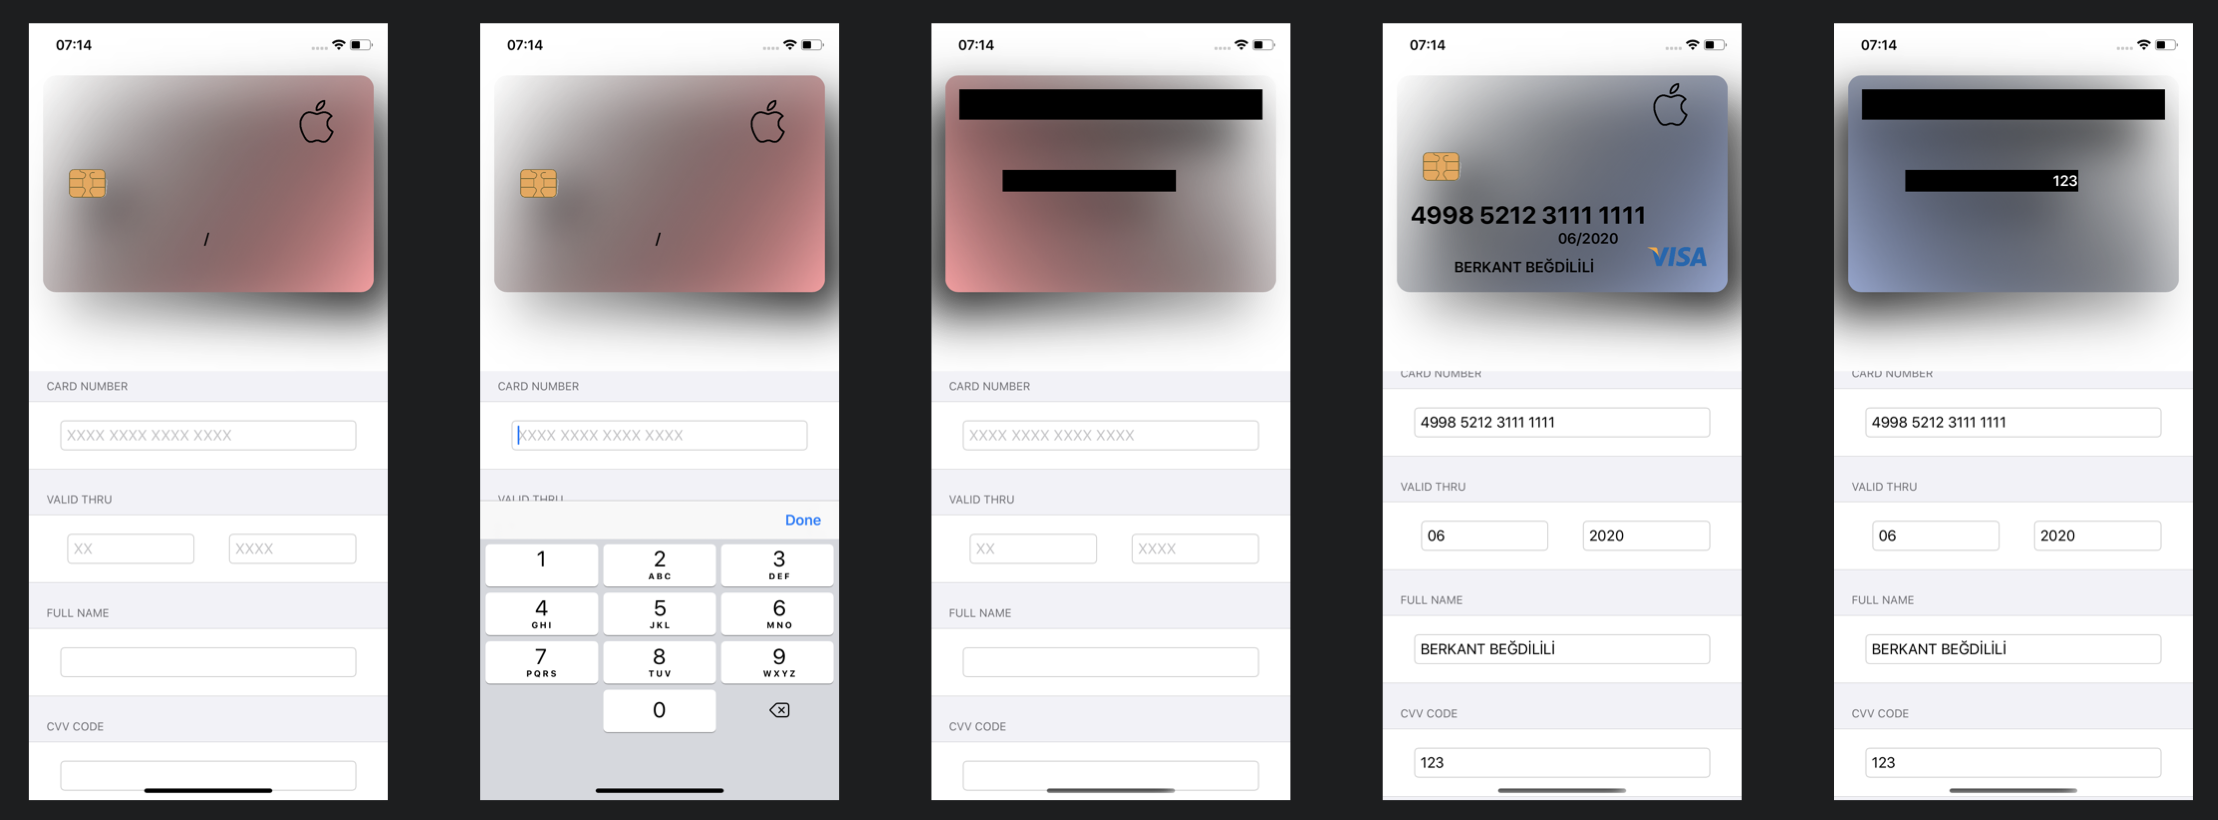 07:14
/
CARD NUMBER
XXXX XXXX XXXX XXXX
VALID THRU
XX
XXXX
FULL NAME
CVV CODE
07:14
/
CARD NUMBER
XXXX XXXX XXXX XXXX
VALID THRU
Done
1
2
ABC
3
DEF
4
GHI
5
JKL
6
MNO
7
PQRS
8
TUV
9
WXYZ
0
07:14
CARD NUMBER
XXXX XXXX XXXX XXXX
VALID THRU
XX
XXXX
FULL NAME
CVV CODE
07:14
4998 5212 3111 1111
06/2020
BERKANT BEĞDİLİLİ
VISA
CARD NUMBER
4998 5212 3111 1111
VALID THRU
06
2020
FULL NAME
BERKANT BEĞDİLİLİ
CVV CODE
123
07:14
123
CARD NUMBER
4998 5212 3111 1111
VALID THRU
06
2020
FULL NAME
BERKANT BEĞDİLİLİ
CVV CODE
123